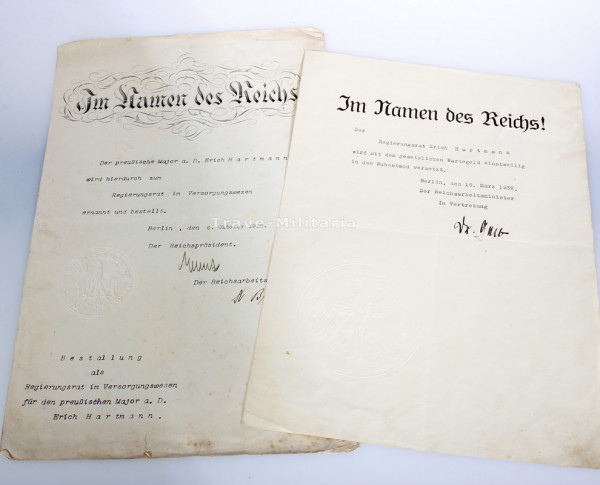 Im Namen des Reichs
Der preußische Major a. D. Erich Hartmann
wird hierdurch zum
Regierungsrat im Versorgungswesen
ernannt und bestellt.
Berlin, den 6.
Der Reichspräsident.
Der Reichsarbeits
Bestallung
als
Regierungsrat im Versorgungswesen
für den preußischen Major a. D.
Erich Hartmann.
Im Namen des Reichs!
Der
Regierungsrat Erich Hartmann
wird mit dem gesetzlichen Wartegeld einstweilig
in den Ruhestand versetzt.
Berlin, den 16. März
Der Reichsarbeitsminister
In Vertretung
Trave-Militaria